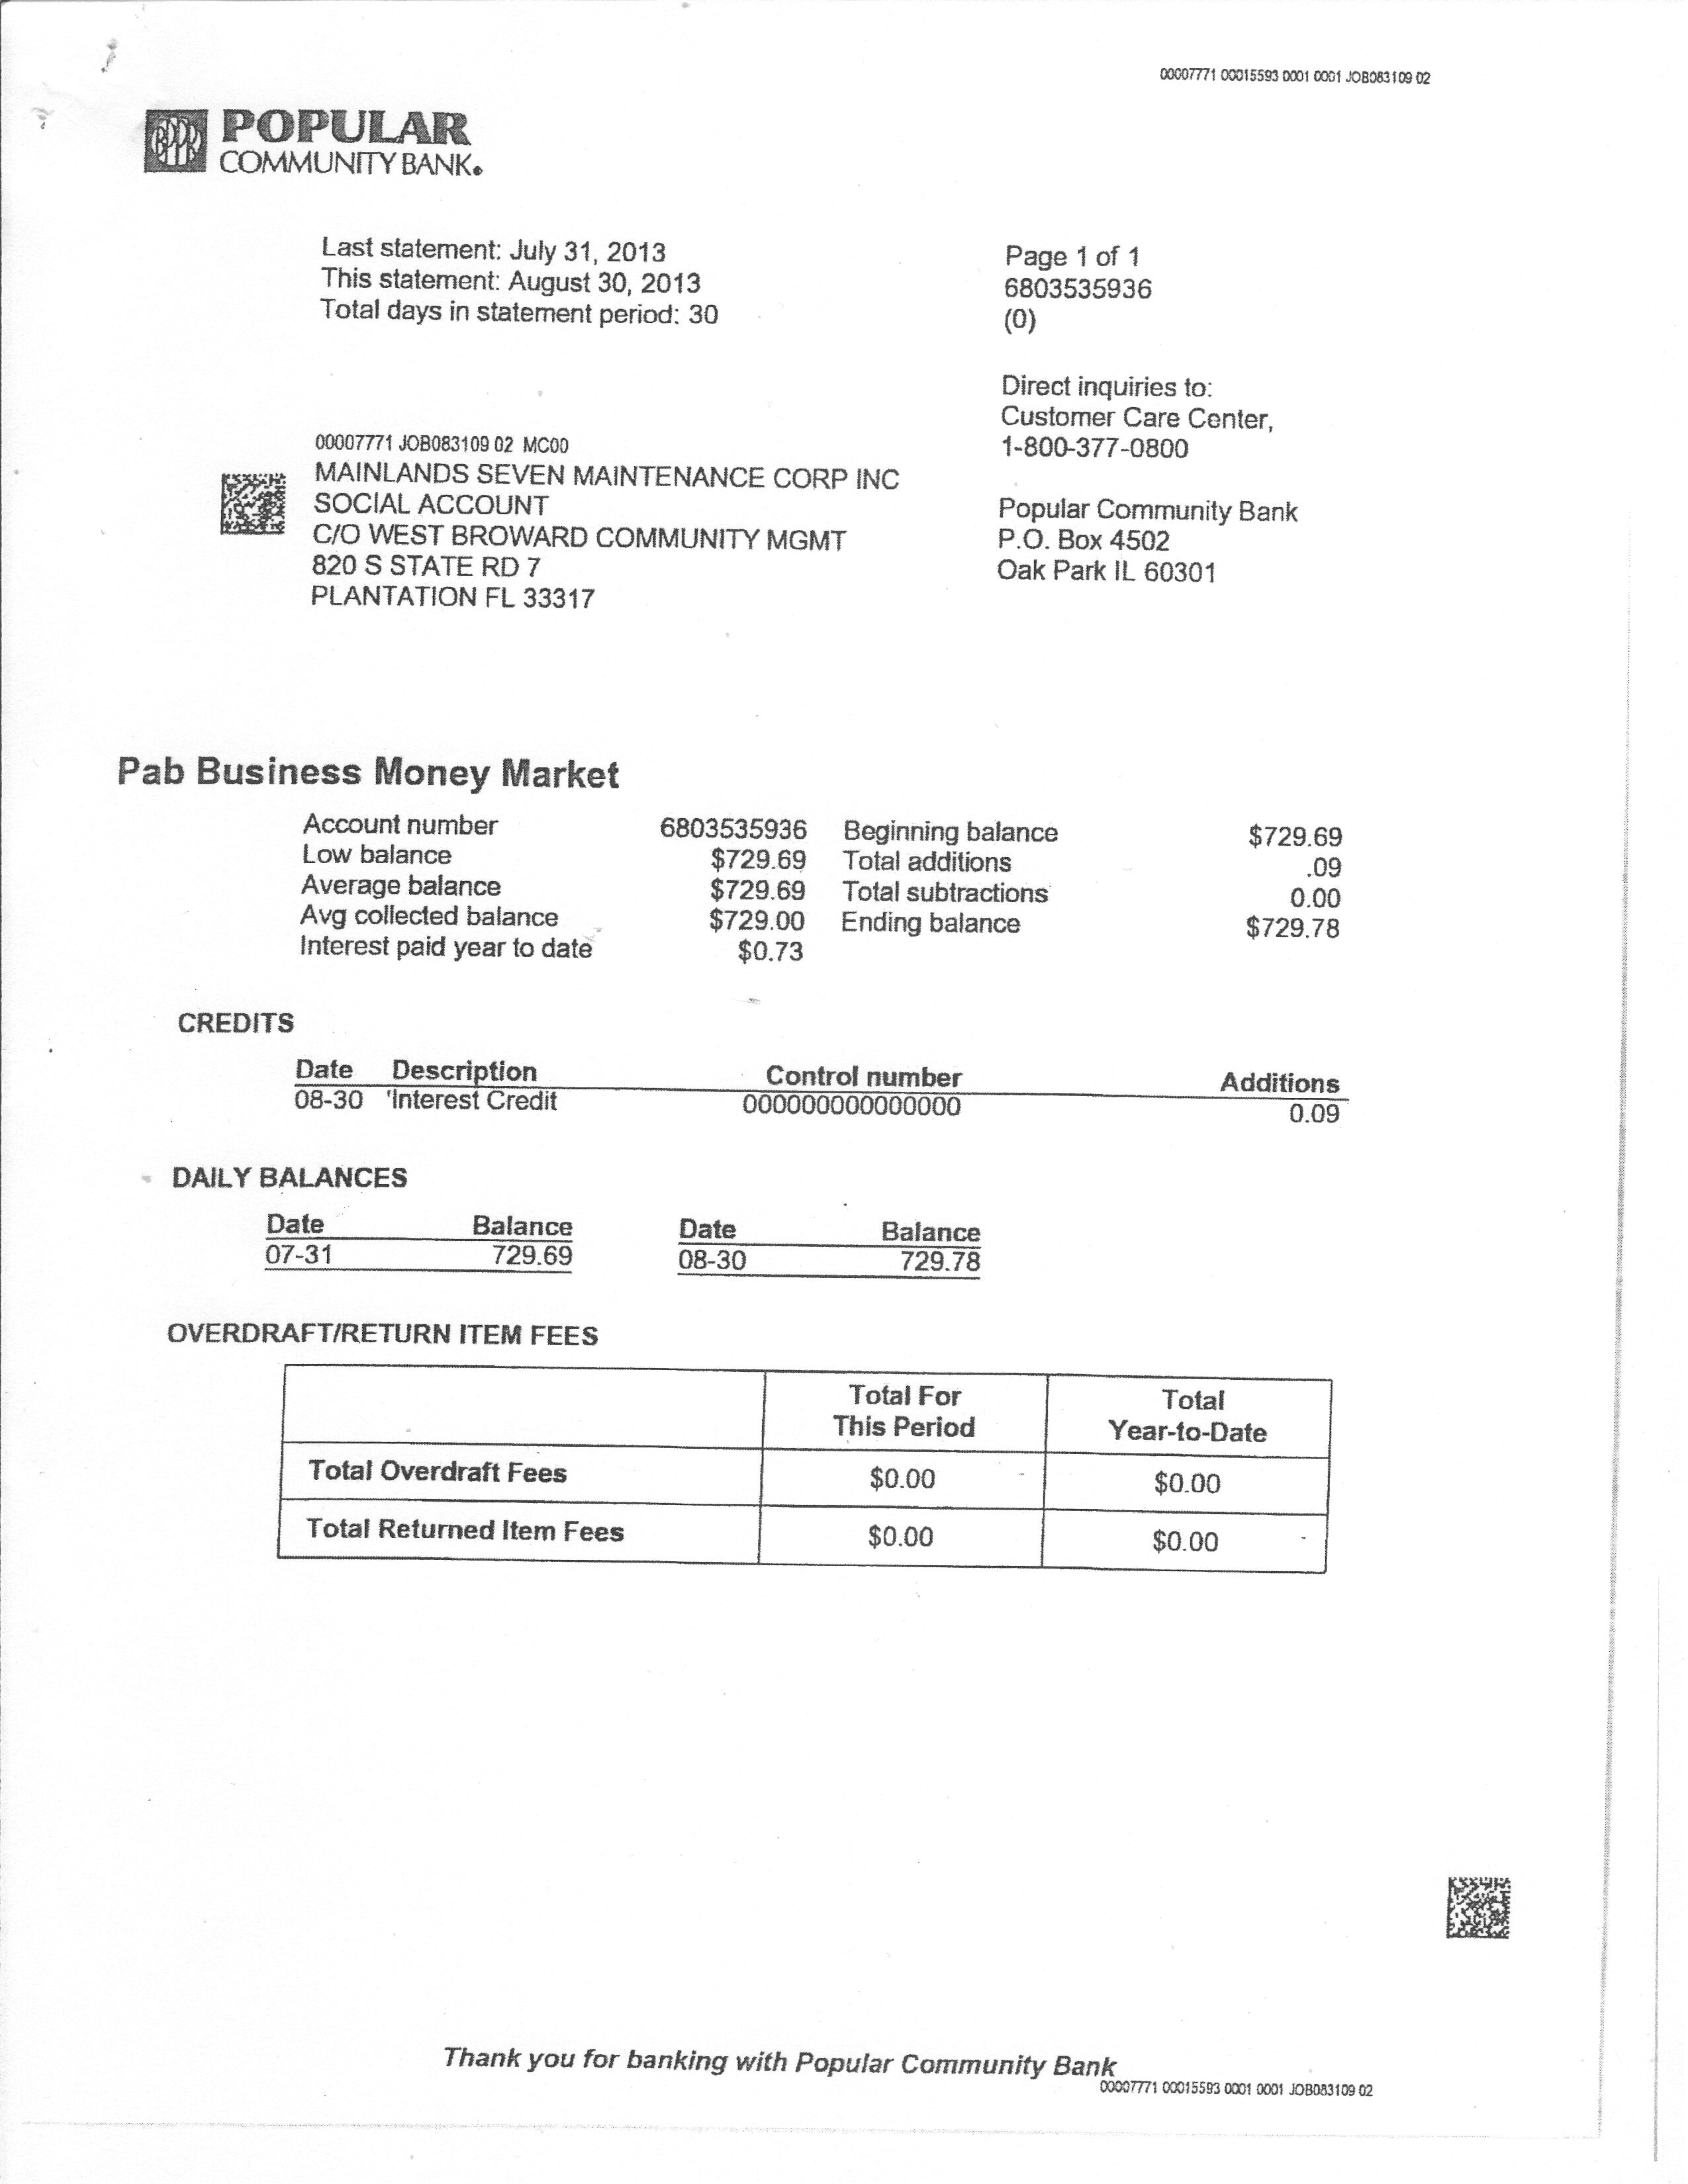 00007771 00015593 0001 0001 JOB083109 02
POPULAR
COMMUNITY BANK.
Last statement: July 31, 2013
This statement: August 30, 2013
Total days in statement period: 30
Page 1 of 1
6803535936
(0)
Direct inquiries to:
Customer Care Center,
1-800-377-0800
Popular Community Bank
P.O. Box 4502
Oak Park IL 60301
00007771 JOB083109 02 MC00
MAINLANDS SEVEN MAINTENANCE CORP INC
SOCIAL ACCOUNT
C/O WEST BROWARD COMMUNITY MGMT
820 S STATE RD 7
PLANTATION FL 33317
Pab Business Money Market
Account number 6803535936 Beginning balance $729.69
Low balance $729.69 Total additions .09
Average balance $729.69 Total subtractions 0.00
Avg collected balance $729.00 Ending balance $729.78
Interest paid year to date $0.73
CREDITS
Date Description Control number Additions
08-30 'Interest Credit 000000000000000 0.09
DAILY BALANCES
Date Balance Date Balance
07-31 729.69 08-30 729.78
OVERDRAFT/RETURN ITEM FEES
Total For Total
This Period Year-to-Date
Total Overdraft Fees $0.00 $0.00
Total Returned Item Fees $0.00 $0.00
Thank you for banking with Popular Community Bank
00007771 00015593 0001 0001 JOB083109 02